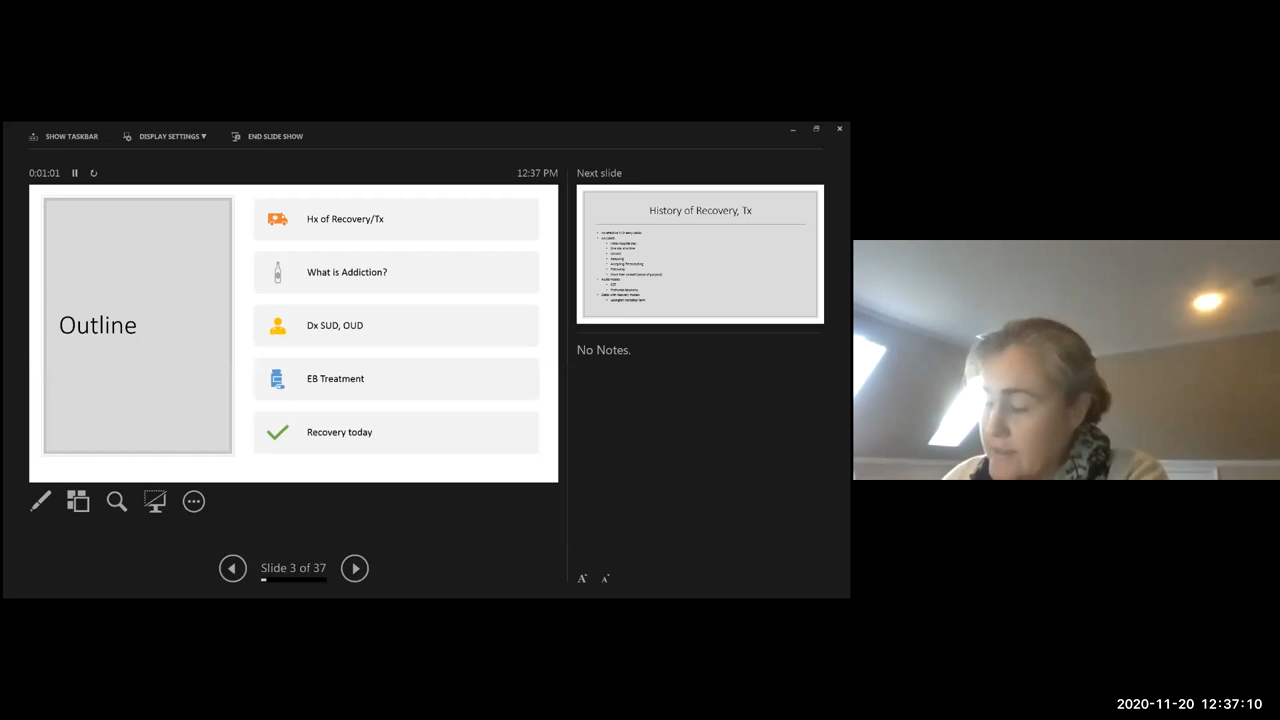 SHOW TASKBAR
DISPLAY SETTINGS ▼
END SLIDE SHOW
0:01:01
12:37 PM
Outline
Hx of Recovery/Tx
What is Addiction?
Dx SUD, OUD
EB Treatment
Recovery today
Slide 3 of 37
Next slide
History of Recovery, Tx
No Notes.
A A
2020-11-20 12:37:10